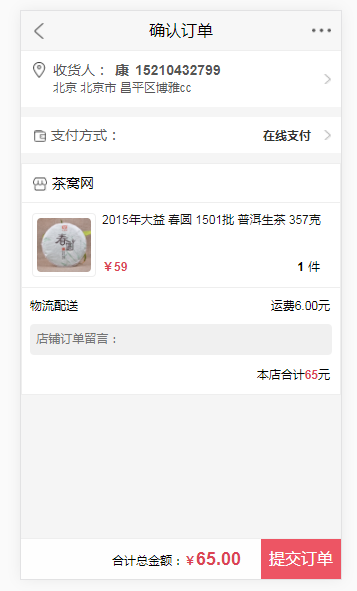 确认订单
收货人： 康 15210432799
北京 北京市 昌平区博雅cc
支付方式： 在线支付
茶窝网
2015年大益 春圆 1501批 普洱生茶 357克
春圆
¥59 1 件
物流配送 运费6.00元
店铺订单留言：
本店合计65元
合计总金额：¥65.00 提交订单